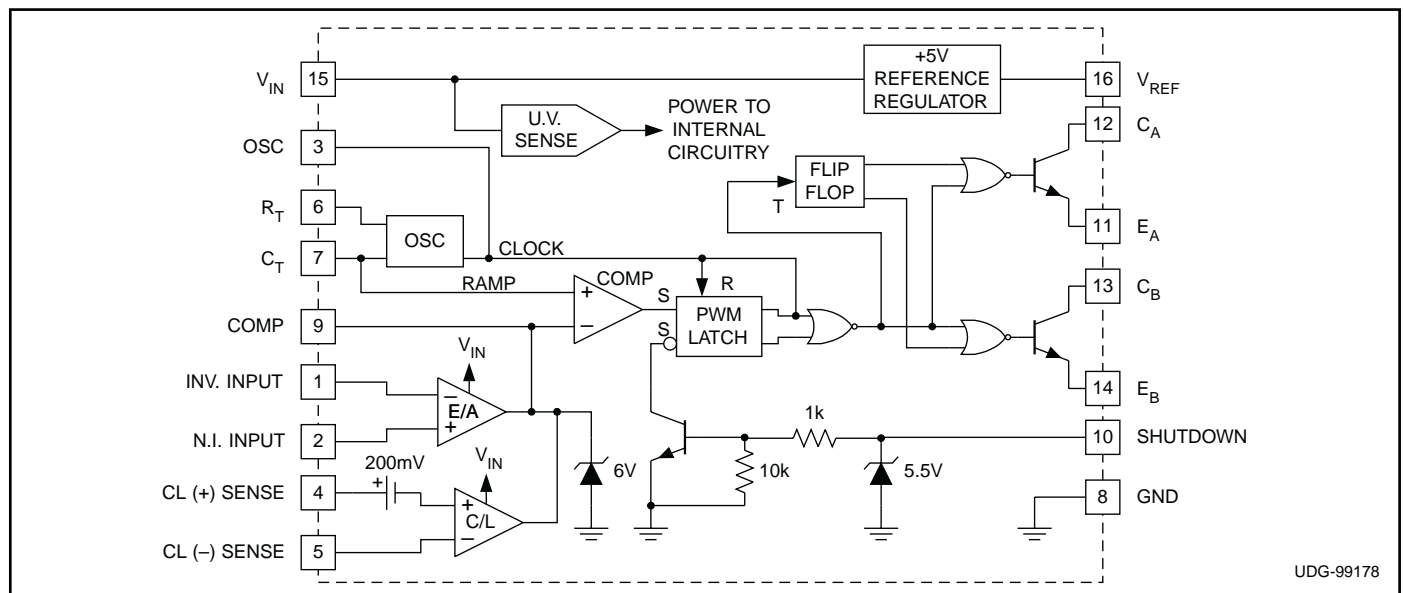 +5V
REFERENCE
REGULATOR
V_IN
15
16
V_REF
U.V.
SENSE
POWER TO
INTERNAL
CIRCUITRY
12
C_A
OSC
3
FLIP
FLOP
T
R_T
6
OSC
11
E_A
C_T
7
CLOCK
RAMP
COMP
+
−
S
R
13
C_B
COMP
9
S
PWM
LATCH
V_IN
INV. INPUT
1
−
E/A
+
14
E_B
N.I. INPUT
2
1k
10
SHUTDOWN
200mV
V_IN
6V
10k
5.5V
CL (+) SENSE
4
+
+
C/L
−
8
GND
CL (–) SENSE
5
UDG-99178